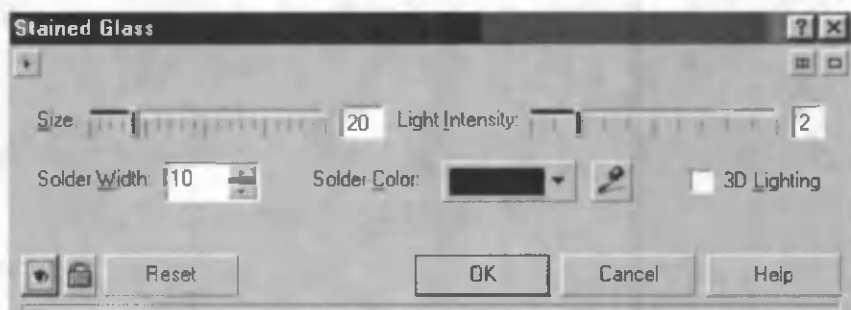 Stained Glass ? ×
Size: 20 Light Intensity: 2
Solder Width: 10 Solder Color: 3D Lighting
Reset OK Cancel Help